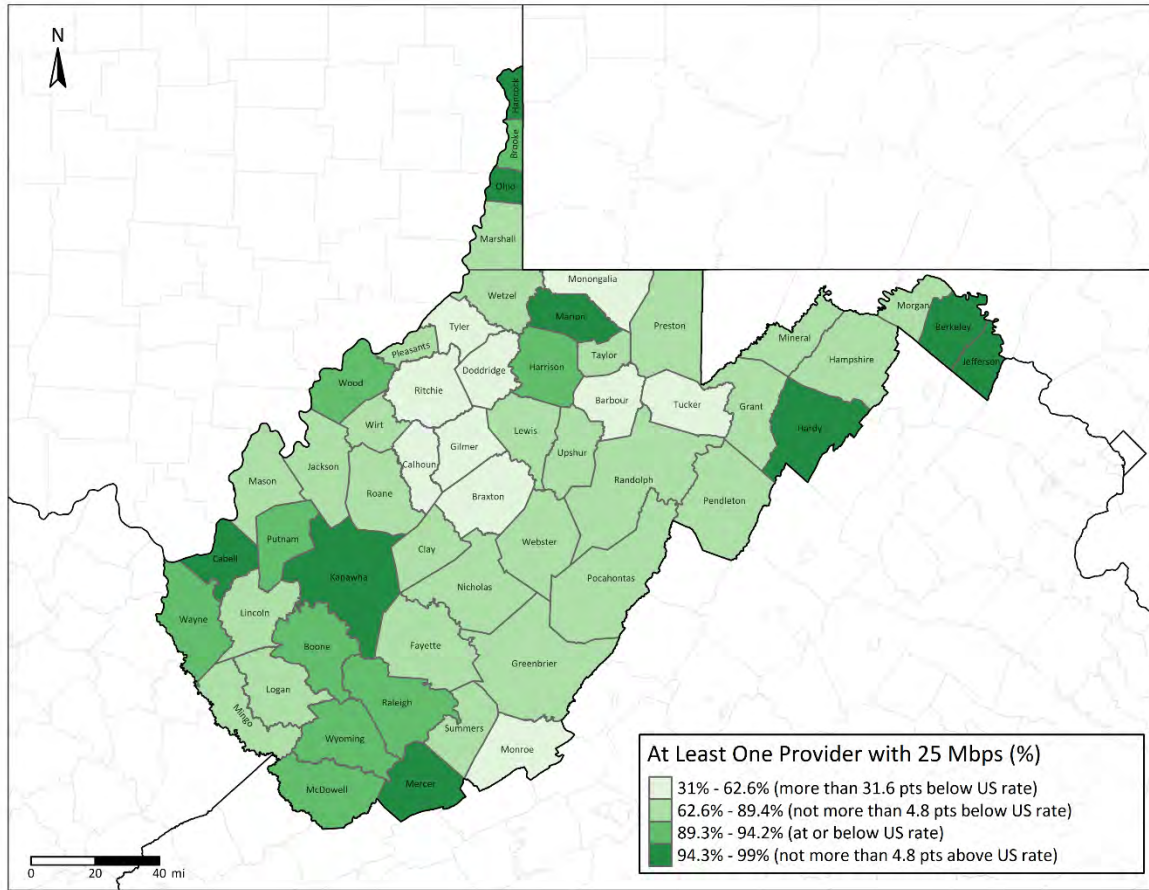 N
Hancock
Brooke
Ohio
Marshall
Wetzel
Monongalia
Marion
Preston
Morgan
Berkeley
Jefferson
Mineral
Hampshire
Tyler
Pleasants
Doddridge
Harrison
Taylor
Wood
Ritchie
Barbour
Tucker
Grant
Hardy
Wirt
Lewis
Gilmer
Upshur
Calhoun
Jackson
Randolph
Mason
Roane
Braxton
Pendleton
Putnam
Clay
Webster
Cabell
Kanawha
Pocahontas
Nicholas
Lincoln
Wayne
Fayette
Boone
Greenbrier
Logan
Raleigh
Mingo
Summers
Wyoming
Monroe
Mercer
McDowell
At Least One Provider with 25 Mbps (%)
31% - 62.6% (more than 31.6 pts below US rate)
62.6% - 89.4% (not more than 4.8 pts below US rate)
89.3% - 94.2% (at or below US rate)
94.3% - 99% (not more than 4.8 pts above US rate)
0 20 40 mi